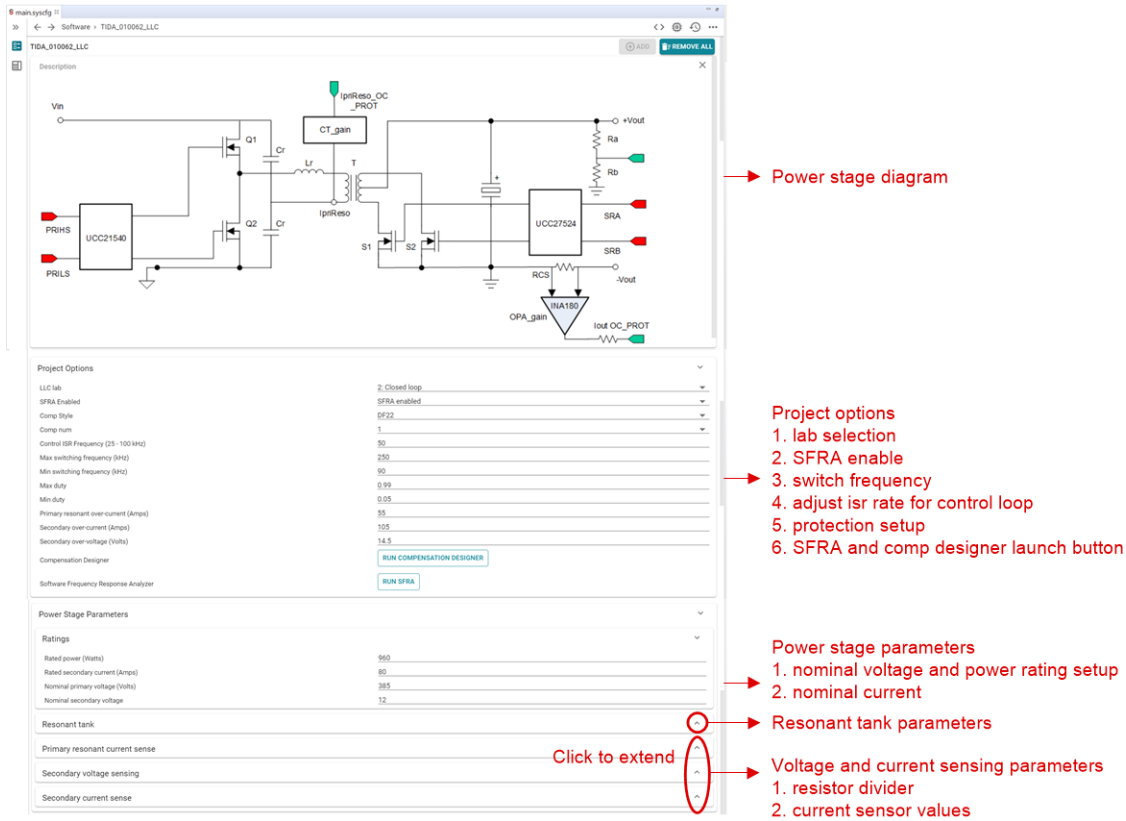 main.syscfg
Software > TIDA_010062_LLC
TIDA_010062_LLC
ADD
REMOVE ALL
Description
IpriReso_OC
_PROT
Vin
CT_gain
+Vout
Q1
Cr
Ra
Lr
T
Rb
IpriReso
PRIHS
UCC21540
Q2
Cr
UCC27524
SRA
S1
S2
SRB
PRILS
RCS
-Vout
INA180
OPA_gain
Iout OC_PROT
Power stage diagram
Project Options
LLC lab 2: Closed loop
SFRA Enabled SFRA enabled
Comp Style DF22
Comp num 1
Control ISR Frequency (25 - 100 kHz) 50
Max switching frequency (kHz) 250
Min switching frequency (kHz) 90
Max duty 0.99
Min duty 0.05
Primary resonant over-current (Amps) 55
Secondary over-current (Amps) 105
Secondary over-voltage (Volts) 14.5
Compensation Designer RUN COMPENSATION DESIGNER
Software Frequency Response Analyzer RUN SFRA
Project options
1. lab selection
2. SFRA enable
3. switch frequency
4. adjust isr rate for control loop
5. protection setup
6. SFRA and comp designer launch button
Power Stage Parameters
Ratings
Rated power (Watts) 960
Rated secondary current (Amps) 80
Nominal primary voltage (Volts) 385
Nominal secondary voltage 12
Power stage parameters
1. nominal voltage and power rating setup
2. nominal current
Resonant tank
Resonant tank parameters
Primary resonant current sense
Click to extend
Secondary voltage sensing
Secondary current sense
Voltage and current sensing parameters
1. resistor divider
2. current sensor values